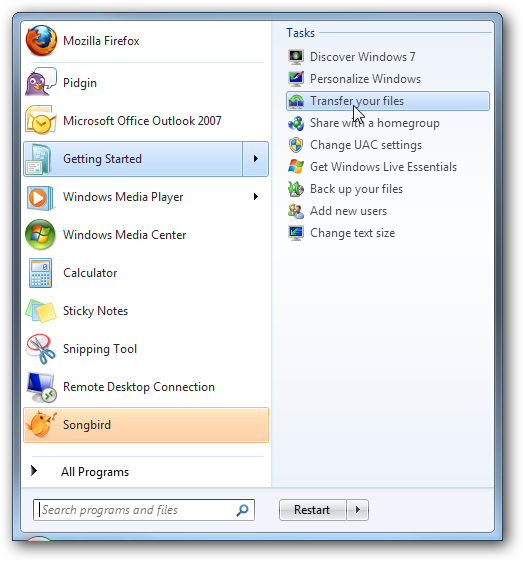 Mozilla Firefox
Pidgin
Microsoft Office Outlook 2007
Getting Started
Windows Media Player
Windows Media Center
Calculator
Sticky Notes
Snipping Tool
Remote Desktop Connection
Songbird
All Programs
Search programs and files
Tasks
Discover Windows 7
Personalize Windows
Transfer your files
Share with a homegroup
Change UAC settings
Get Windows Live Essentials
Back up your files
Add new users
Change text size
Restart